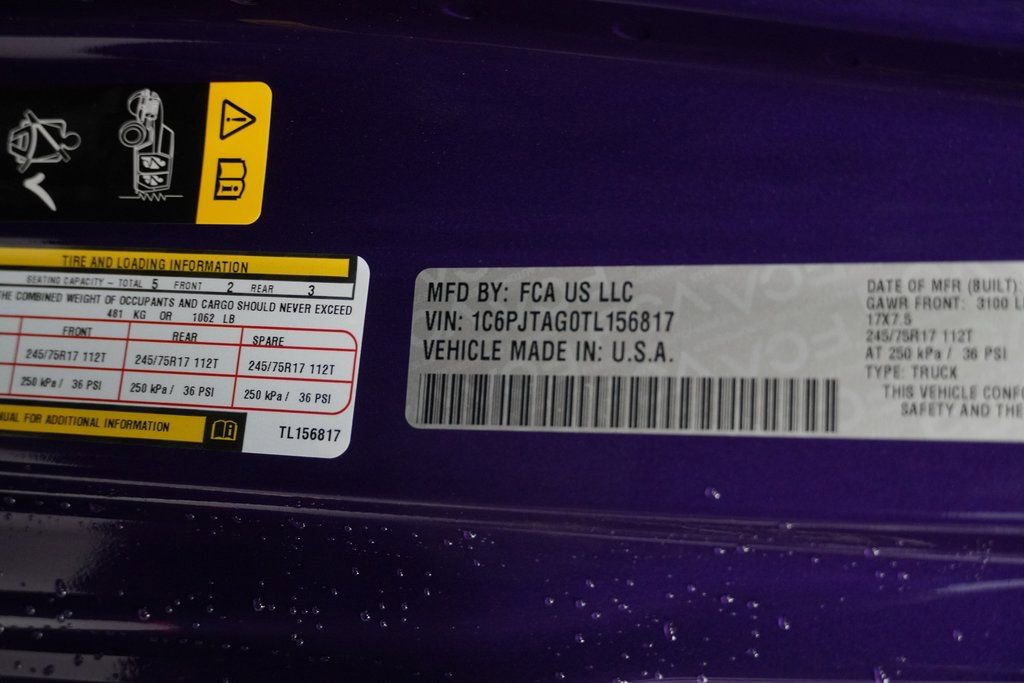 TIRE AND LOADING INFORMATION
SEATING CAPACITY - TOTAL 5 FRONT 2 REAR 3
THE COMBINED WEIGHT OF OCCUPANTS AND CARGO SHOULD NEVER EXCEED
481 KG OR 1062 LB
FRONT REAR SPARE
245/75R17 112T 245/75R17 112T 245/75R17 112T
250 kPa / 36 PSI 250 kPa / 36 PSI 250 kPa / 36 PSI
FOR ADDITIONAL INFORMATION
TL156817
MFD BY: FCA US LLC
VIN: 1C6PJTAG0TL156817
VEHICLE MADE IN: U.S.A.
DATE OF MFR (BUILT):
GAWR FRONT: 3100 L
17X7.5
245/75R17 112T
AT 250 kPa / 36 PSI
TYPE: TRUCK
THIS VEHICLE CONF
SAFETY AND THE